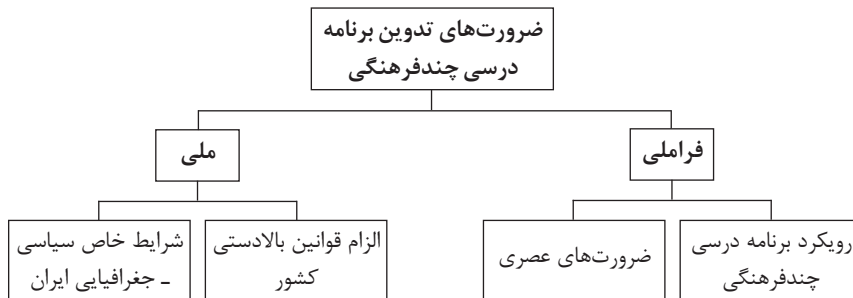 ضرورت‌های تدوین برنامه
درسی چندفرهنگی
فراملی
ملی
رویکرد برنامه درسی
چندفرهنگی
ضرورت‌های عصری
الزام قوانین بالادستی
کشور
شرایط خاص سیاسی
ـ جغرافیایی ایران